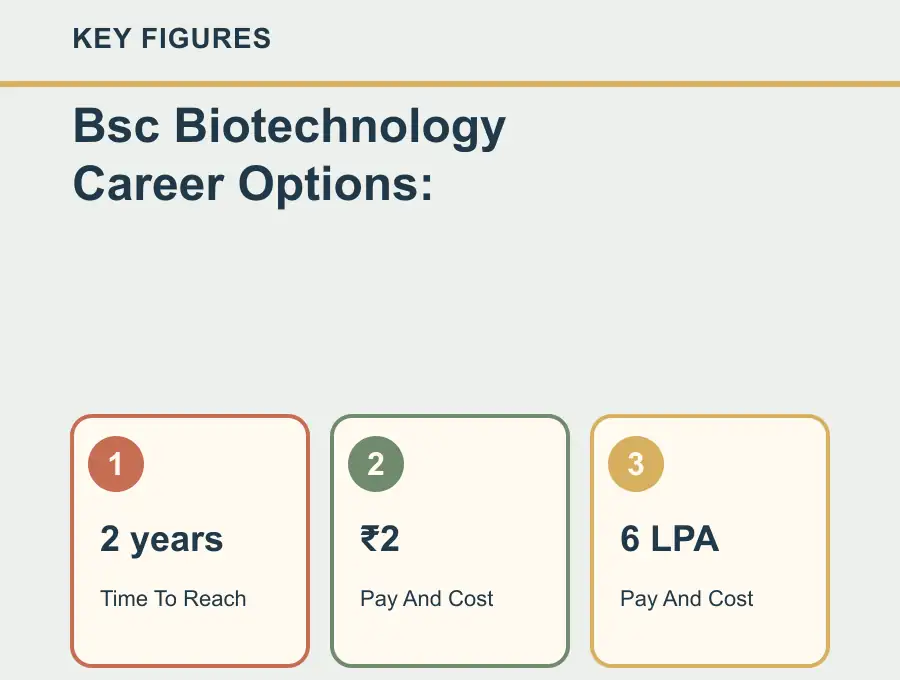 KEY FIGURES
Bsc Biotechnology
Career Options:
1
2 years
Time To Reach
2
₹2
Pay And Cost
3
6 LPA
Pay And Cost